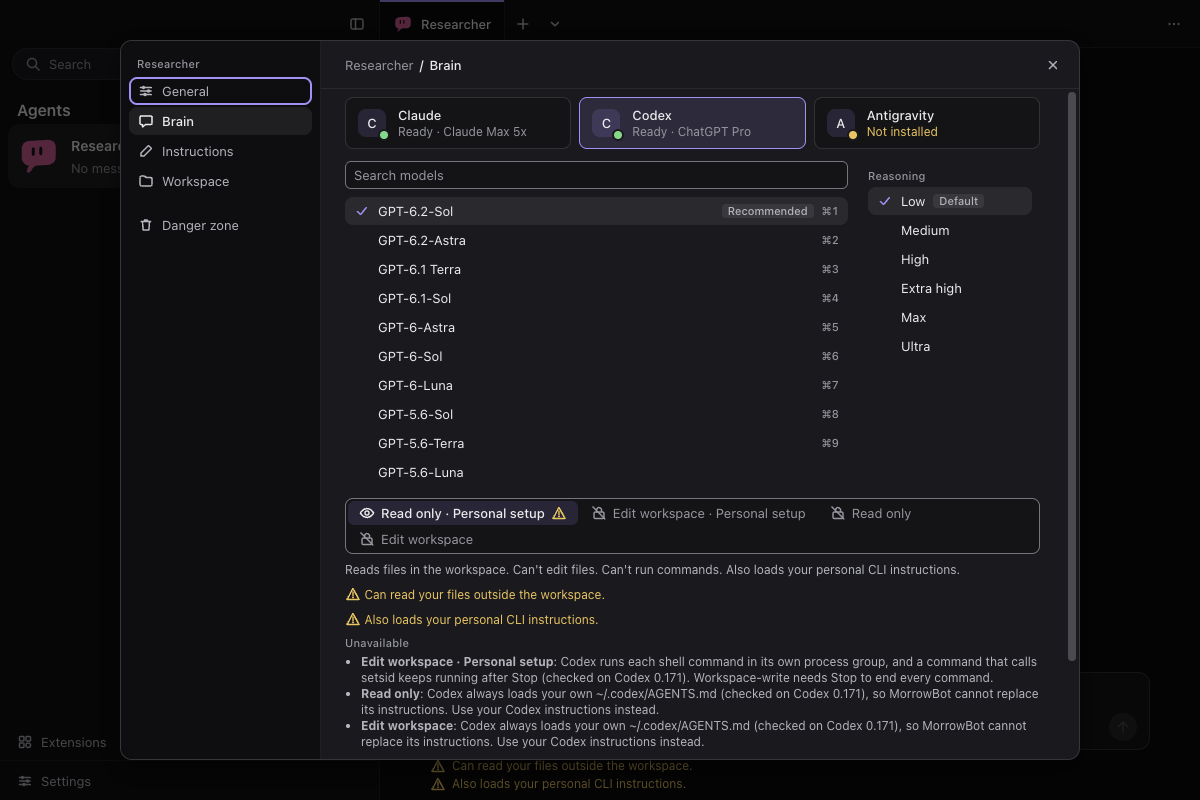 Researcher
Search
Agents
Resear
No mess
Extensions
Settings
Researcher
General
Brain
Instructions
Workspace
Danger zone
Researcher / Brain
C
Claude
Ready · Claude Max 5x
C
Codex
Ready · ChatGPT Pro
A
Antigravity
Not installed
Search models
GPT-6.2-Sol Recommended ⌘1
GPT-6.2-Astra ⌘2
GPT-6.1 Terra ⌘3
GPT-6.1-Sol ⌘4
GPT-6-Astra ⌘5
GPT-6-Sol ⌘6
GPT-6-Luna ⌘7
GPT-5.6-Sol ⌘8
GPT-5.6-Terra ⌘9
GPT-5.6-Luna
Reasoning
Low Default
Medium
High
Extra high
Max
Ultra
Read only · Personal setup Edit workspace · Personal setup Read only
Edit workspace
Reads files in the workspace. Can't edit files. Can't run commands. Also loads your personal CLI instructions.
Can read your files outside the workspace.
Also loads your personal CLI instructions.
Unavailable
• Edit workspace · Personal setup: Codex runs each shell command in its own process group, and a command that calls
setsid keeps running after Stop (checked on Codex 0.171). Workspace-write needs Stop to end every command.
• Read only: Codex always loads your own ~/.codex/AGENTS.md (checked on Codex 0.171), so MorrowBot cannot replace
its instructions. Use your Codex instructions instead.
• Edit workspace: Codex always loads your own ~/.codex/AGENTS.md (checked on Codex 0.171), so MorrowBot cannot
replace its instructions. Use your Codex instructions instead.
Can read your files outside the workspace.
Also loads your personal CLI instructions.